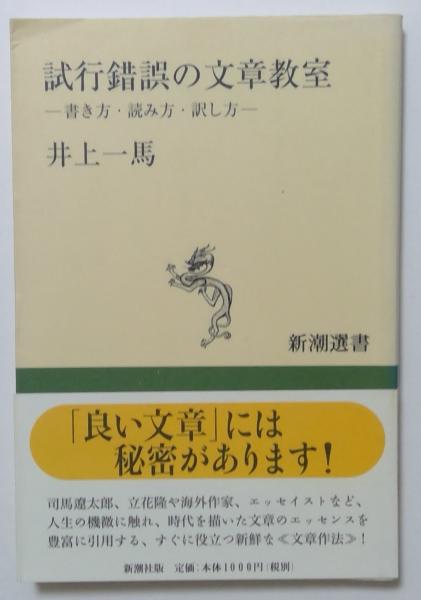 試行錯誤の文章教室
―書き方・読み方・訳し方―
井上一馬
新潮選書
「良い文章」には
秘密があります!
司馬遼太郎、立花隆や海外作家、エッセイストなど、
人生の機微に触れ、時代を描いた文章のエッセンスを
豊富に引用する、すぐに役立つ新鮮な≪文章作法≫!
新潮社版 定価:本体1000円(税別)